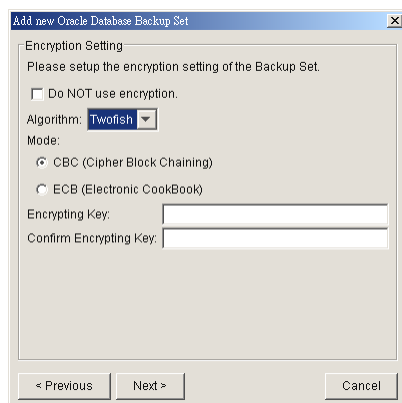 Add new Oracle Database Backup Set
Encryption Setting
Please setup the encryption setting of the Backup Set.
Do NOT use encryption.
Algorithm: Twofish
Mode:
CBC (Cipher Block Chaining)
ECB (Electronic CookBook)
Encrypting Key:
Confirm Encrypting Key:
< Previous Next > Cancel